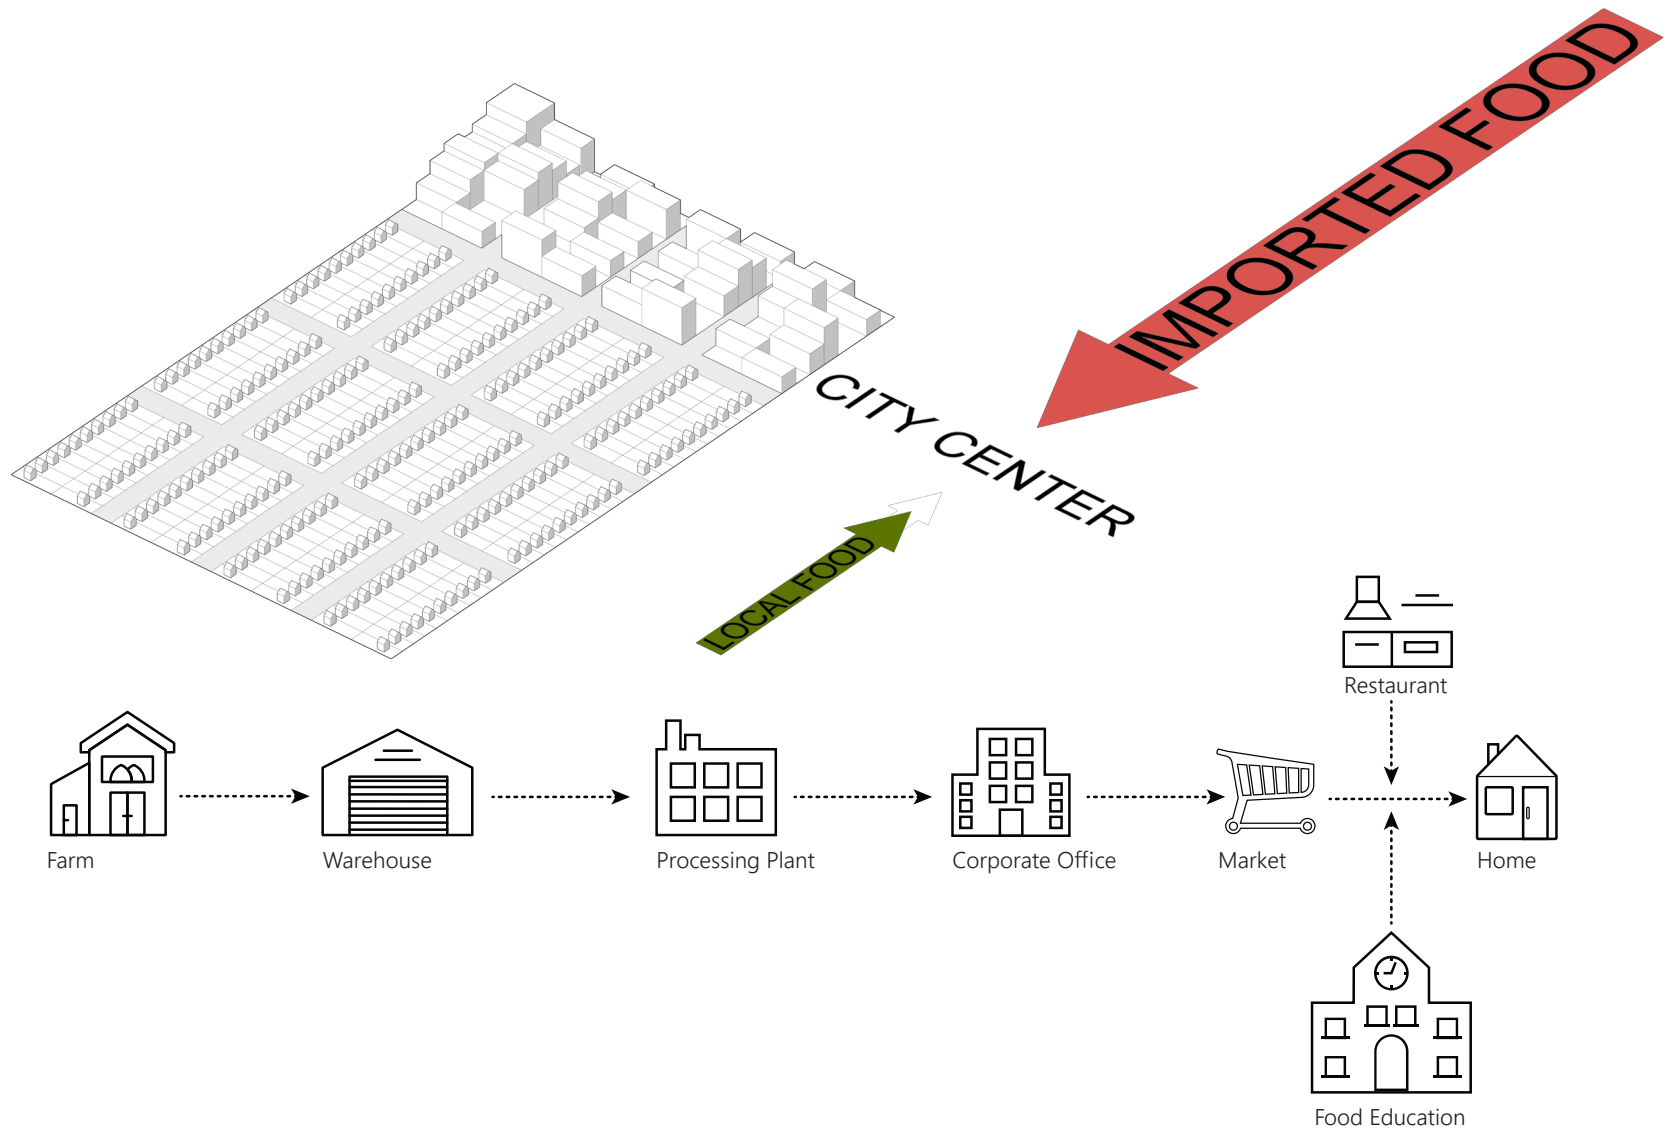 IMPORTED FOOD
CITY CENTER
LOCAL FOOD
Restaurant
Farm
Warehouse
Processing Plant
Corporate Office
Market
Home
Food Education